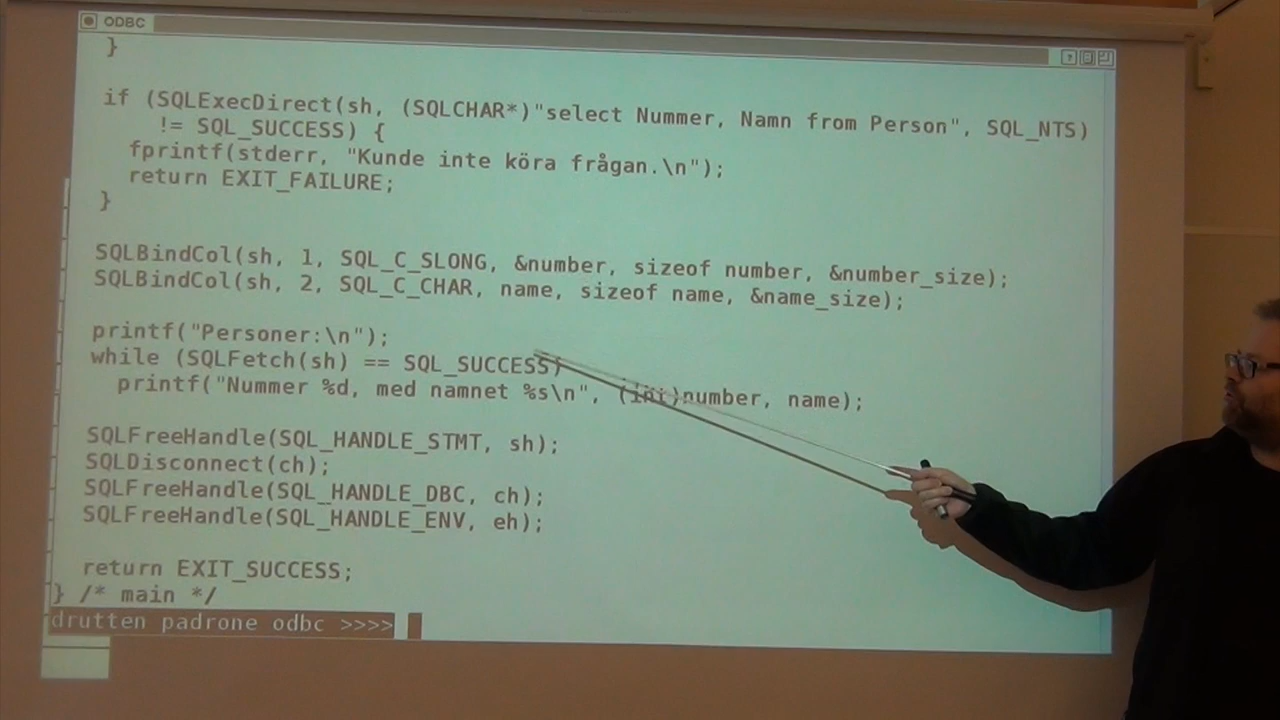 ODBC
}
if (SQLExecDirect(sh, (SQLCHAR*)"select Nummer, Namn from Person", SQL_NTS)
!= SQL_SUCCESS) {
fprintf(stderr, "Kunde inte köra frågan.\n");
return EXIT_FAILURE;
}
SQLBindCol(sh, 1, SQL_C_SLONG, &number, sizeof number, &number_size);
SQLBindCol(sh, 2, SQL_C_CHAR, name, sizeof name, &name_size);
printf("Personer:\n");
while (SQLFetch(sh) == SQL_SUCCESS)
printf("Nummer %d, med namnet %s\n", (int)number, name);
SQLFreeHandle(SQL_HANDLE_STMT, sh);
SQLDisconnect(ch);
SQLFreeHandle(SQL_HANDLE_DBC, ch);
SQLFreeHandle(SQL_HANDLE_ENV, eh);
return EXIT_SUCCESS;
} /* main */
drutten padrone odbc >>>>